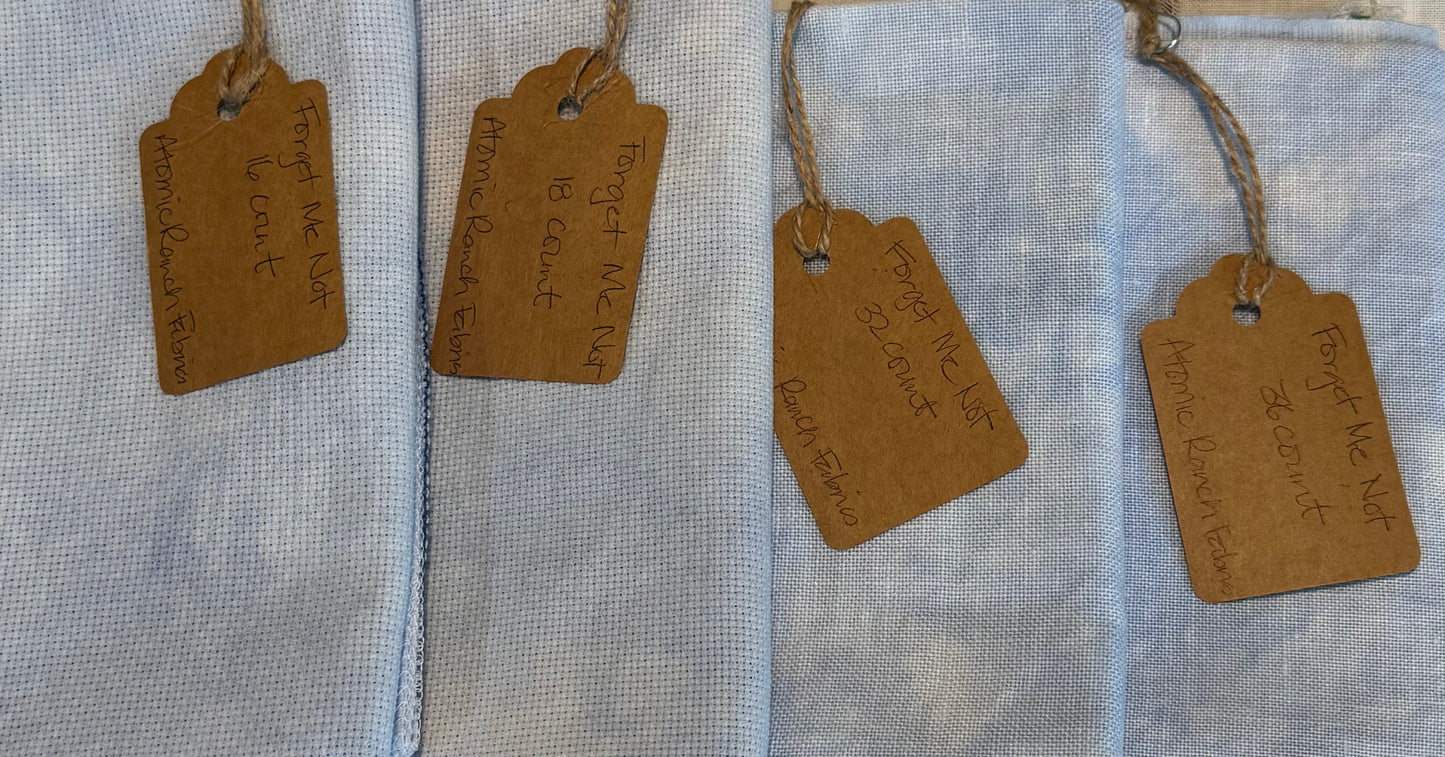 Forget Me Not
16 count
Atomic Ranch Fabrics
Forget Me Not
18 count
Atomic Ranch Fabrics
Forget Me Not
32 count
Ranch Fabrics
Forget Me Not
36 count
Atomic Ranch Fabrics